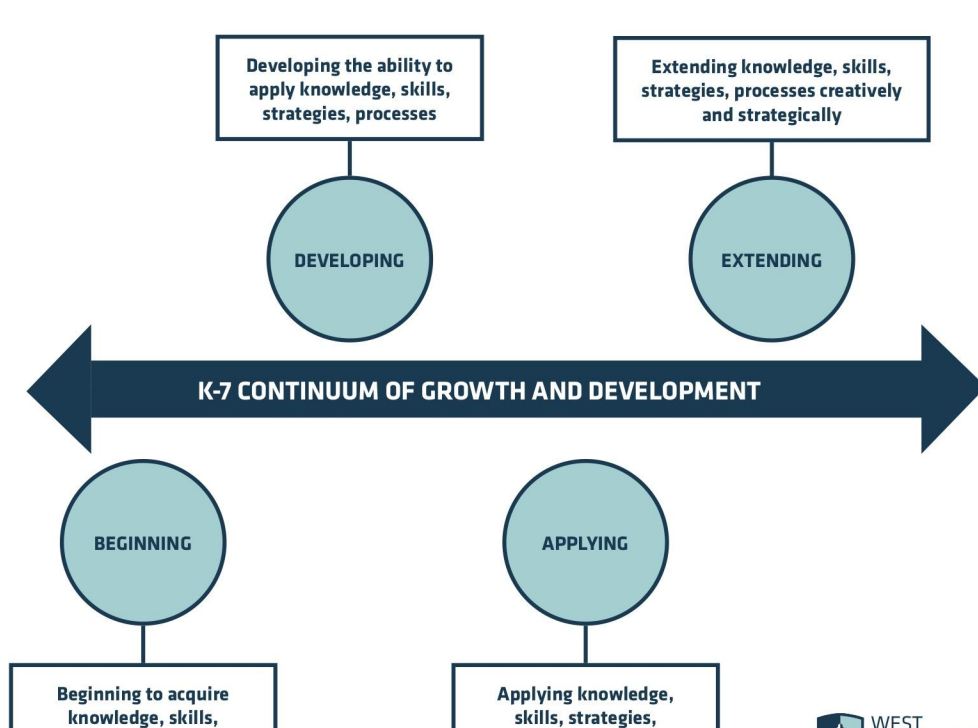 Developing the ability to
apply knowledge, skills,
strategies, processes
Extending knowledge, skills,
strategies, processes creatively
and strategically
DEVELOPING
EXTENDING
K-7 CONTINUUM OF GROWTH AND DEVELOPMENT
BEGINNING
APPLYING
Beginning to acquire
knowledge, skills,
Applying knowledge,
skills, strategies,
WEST